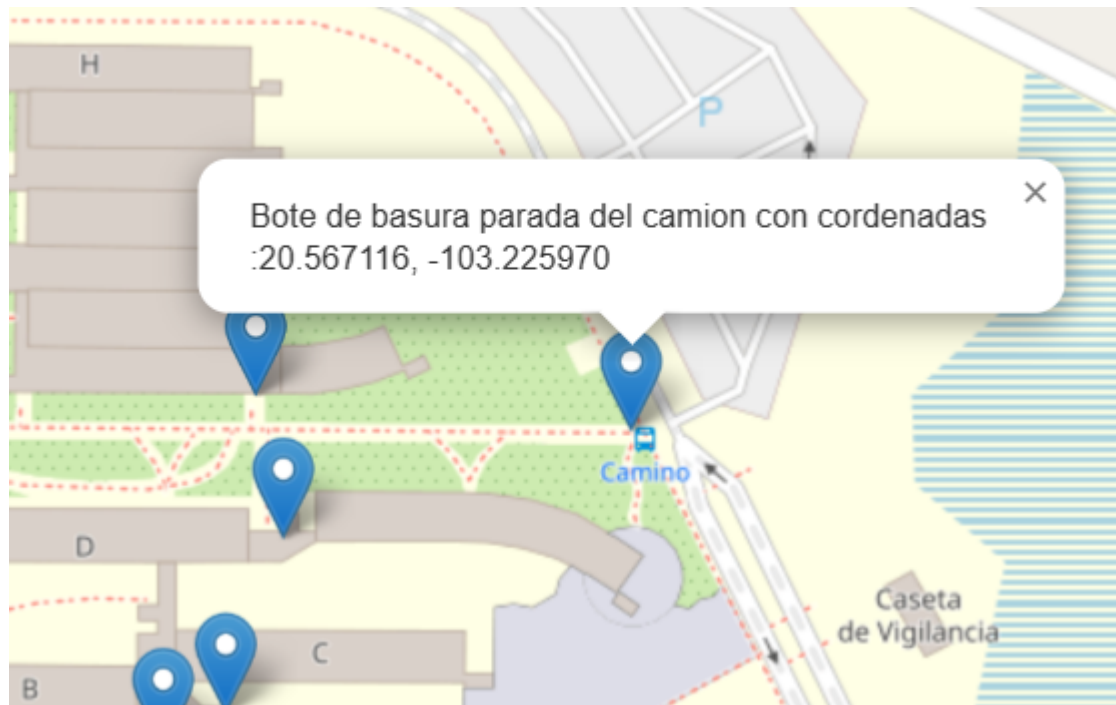 H
P
×
Bote de basura parada del camion con cordenadas
:20.567116, -103.225970
Camino
D
Caseta
de Vigilancia
C
B